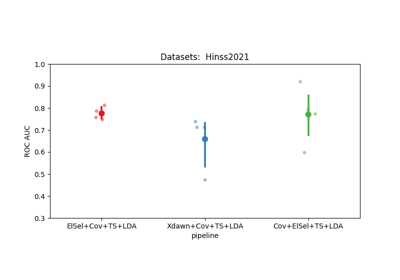 Datasets:  Hinss2021
1.0
0.9
0.8
0.7
0.6
0.5
0.4
0.3
ROC AUC
ElSel+Cov+TS+LDA
Xdawn+Cov+TS+LDA
Cov+ElSel+TS+LDA
pipeline